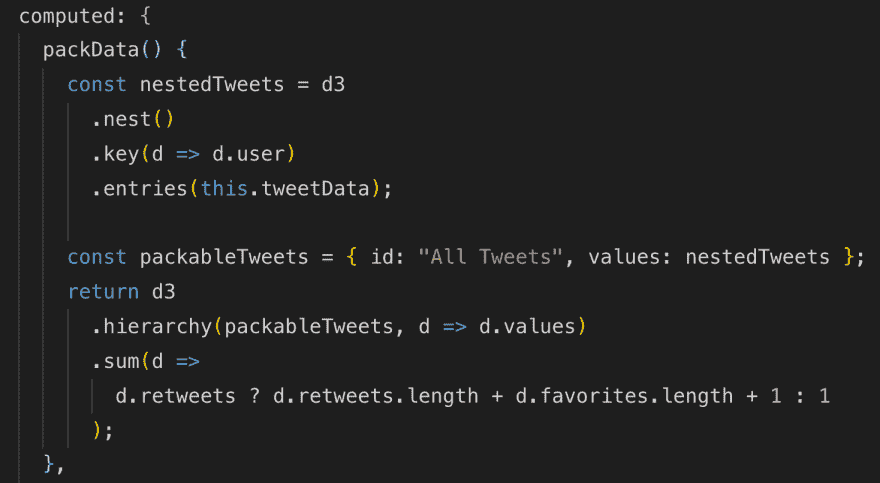 computed: {
  packData() {
    const nestedTweets = d3
      .nest()
      .key(d => d.user)
      .entries(this.tweetData);

    const packableTweets = { id: "All Tweets", values: nestedTweets };
    return d3
      .hierarchy(packableTweets, d => d.values)
      .sum(d =>
        d.retweets ? d.retweets.length + d.favorites.length + 1 : 1
      );
  },